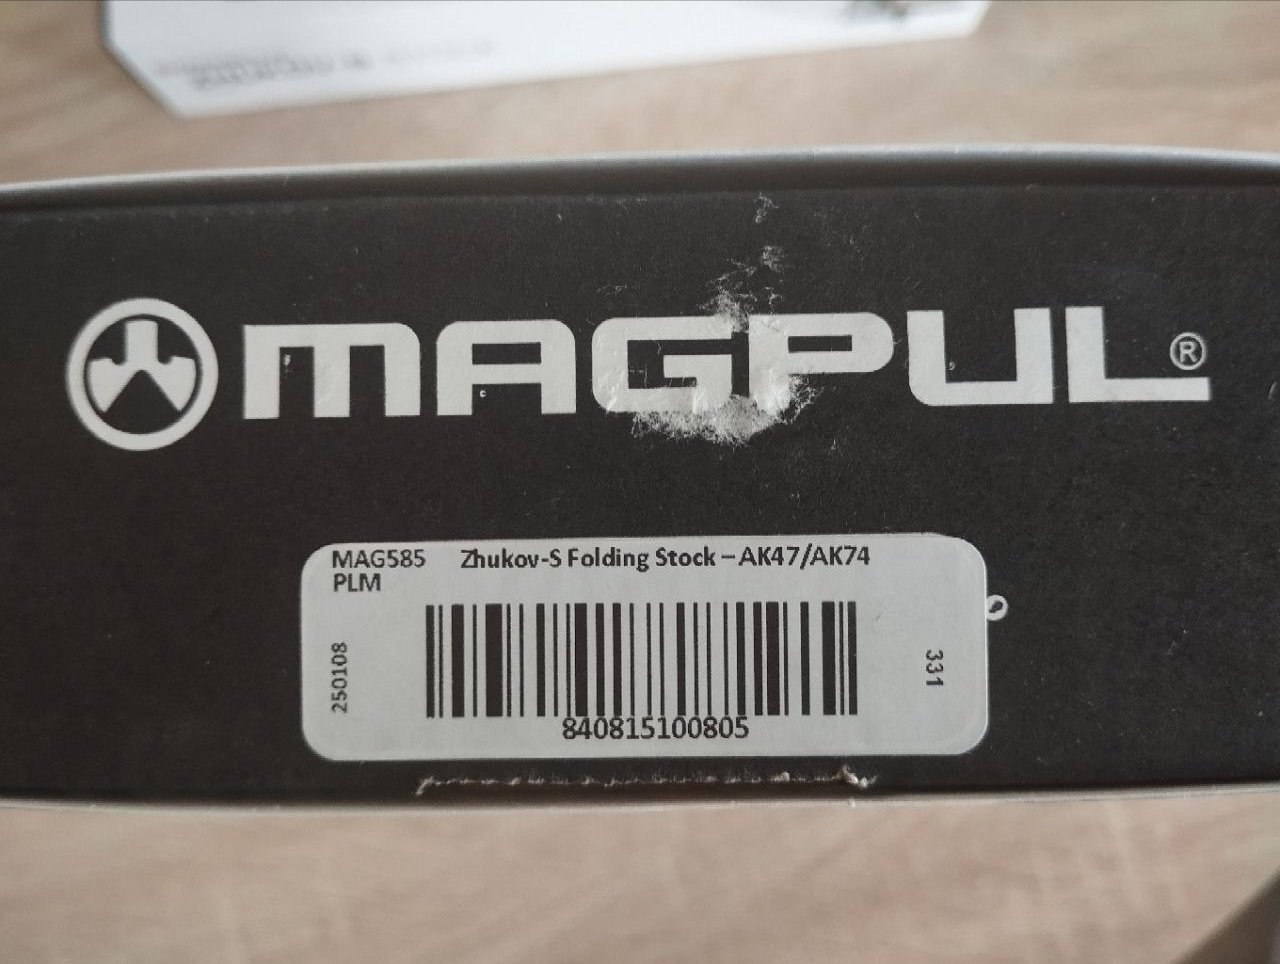 MAGPUL®
MAG585 Zhukov-S Folding Stock – AK47/AK74
PLM
250108
331
840815100805